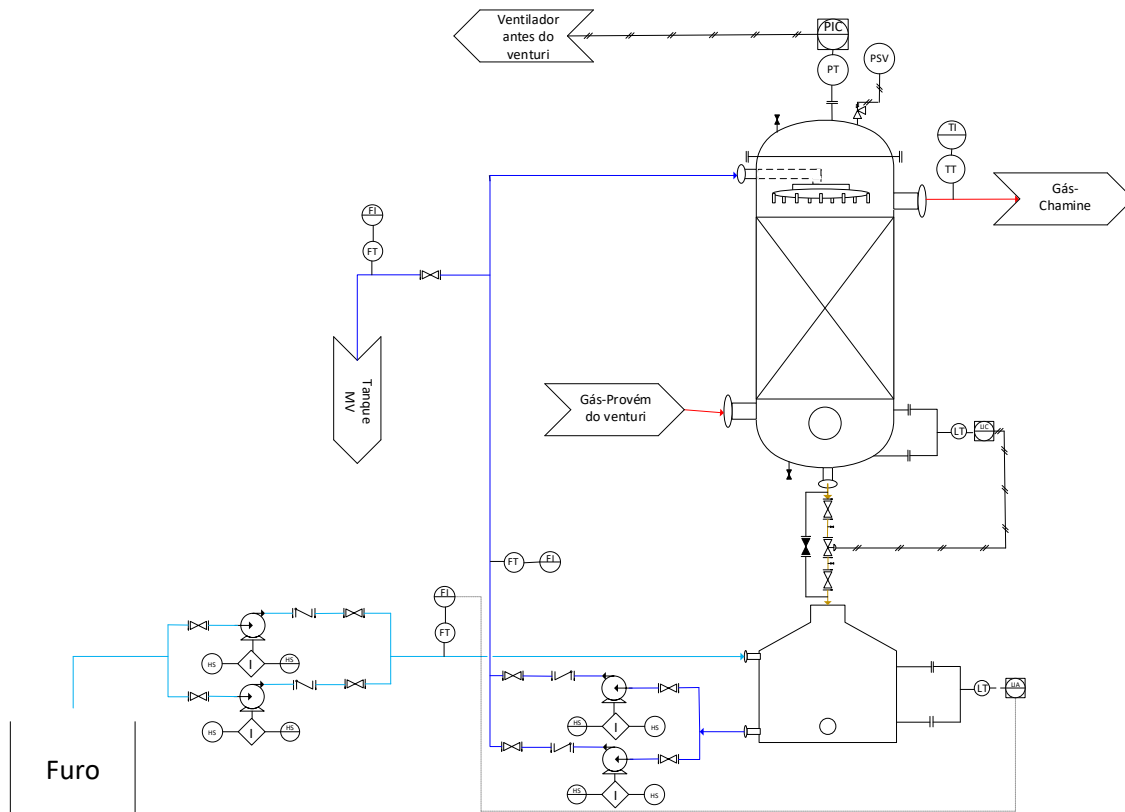 Ventilador
antes do
venturi
PIC
PT
PSV
TI
TT
Gás-
Chamine
FI
FT
Tanque
MV
Gás-Provém
do venturi
LT
LIC
FT
FI
FI
FT
HS
I
HS
HS
I
HS
HS
I
HS
HS
I
HS
LT
LIA
Furo